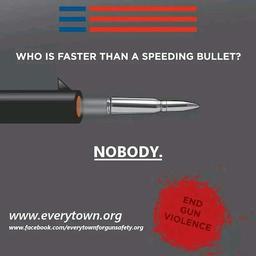 WHO IS FASTER THAN A SPEEDING BULLET?
NOBODY.
END
GUN
VIOLENCE
www.everytown.org
www.facebook.com/everytownforgunsafety.org